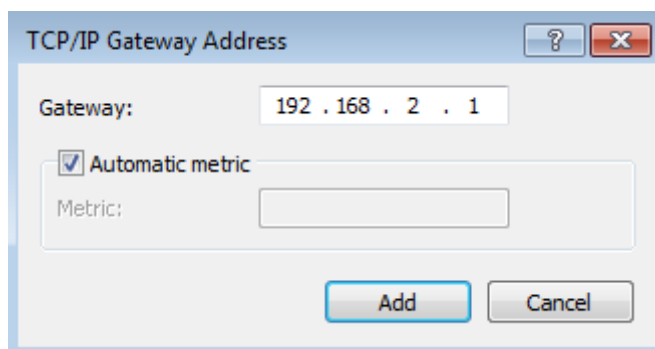 TCP/IP Gateway Address
Gateway: 192 . 168 . 2 . 1
Automatic metric
Metric:
Add Cancel